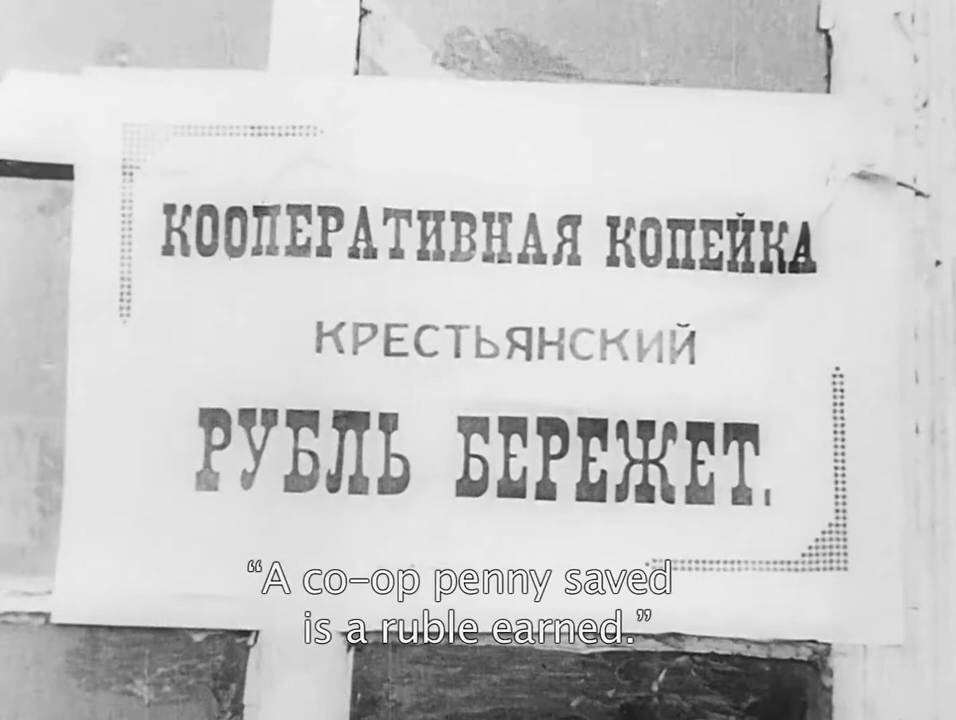 КООПЕРАТИВНАЯ КОПЕЙКА
КРЕСТЬЯНСКИЙ
РУБЛЬ БЕРЕЖЕТ.
“A co-op penny saved
is a ruble earned.”